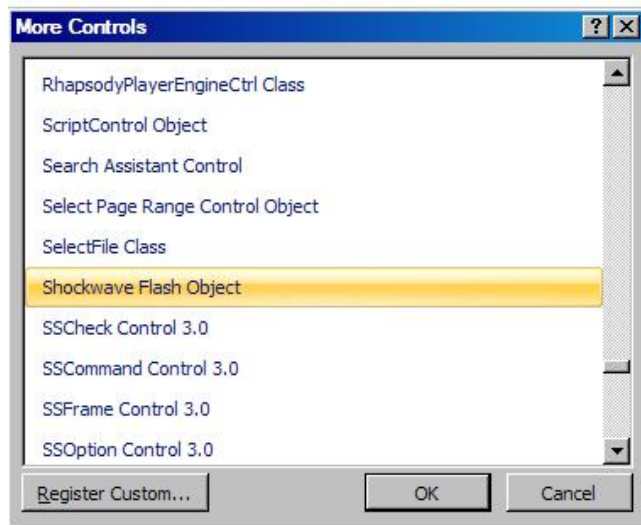 More Controls
RhapsodyPlayerEngineCtrl Class
ScriptControl Object
Search Assistant Control
Select Page Range Control Object
SelectFile Class
Shockwave Flash Object
SSCheck Control 3.0
SSCommand Control 3.0
SSFrame Control 3.0
SSOption Control 3.0
Register Custom... OK Cancel